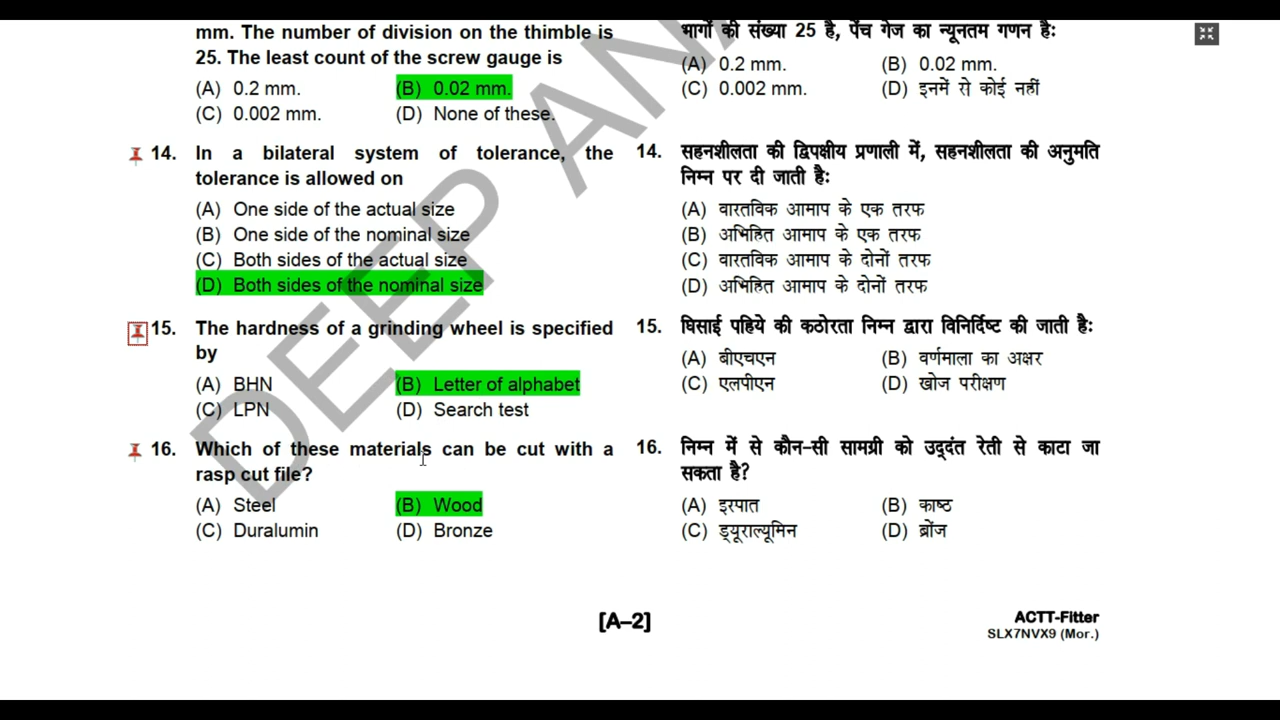 mm. The number of division on the thimble is
25. The least count of the screw gauge is
(A) 0.2 mm. (B) 0.02 mm.
(C) 0.002 mm. (D) None of these.
14. In a bilateral system of tolerance, the
tolerance is allowed on
(A) One side of the actual size
(B) One side of the nominal size
(C) Both sides of the actual size
(D) Both sides of the nominal size
15. The hardness of a grinding wheel is specified
by
(A) BHN (B) Letter of alphabet
(C) LPN (D) Search test
16. Which of these materials can be cut with a
rasp cut file?
(A) Steel (B) Wood
(C) Duralumin (D) Bronze
भागों की संख्या 25 है, पेंच गेज का न्यूनतम गणन है:
(A) 0.2 mm. (B) 0.02 mm.
(C) 0.002 mm. (D) इनमें से कोई नहीं
14. सहनशीलता की द्विपक्षीय प्रणाली में, सहनशीलता की अनुमति
निम्न पर दी जाती है:
(A) वास्तविक आमाप के एक तरफ
(B) अभिहित आमाप के एक तरफ
(C) वास्तविक आमाप के दोनों तरफ
(D) अभिहित आमाप के दोनों तरफ
15. घिसाई पहिये की कठोरता निम्न द्वारा विनिर्दिष्ट की जाती है:
(A) बीएचएन (B) वर्णमाला का अक्षर
(C) एलपीएन (D) खोज परीक्षण
16. निम्न में से कौन-सी सामग्री को उद्दंत रेती से काटा जा
सकता है?
(A) इस्पात (B) काष्ठ
(C) ड्यूराल्यूमिन (D) ब्रोंज
[A–2]
ACTT-Fitter
SLX7NVX9 (Mor.)
DEEP